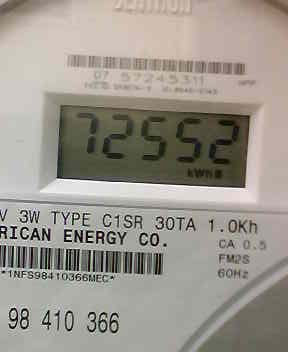 07 57245311
72552
kWh
V 3W TYPE C1SR 30TA 1.0Kh
RICAN ENERGY CO.
CA 0.5
FM2S
60Hz
*1NFS98410366MEC*
98 410 366